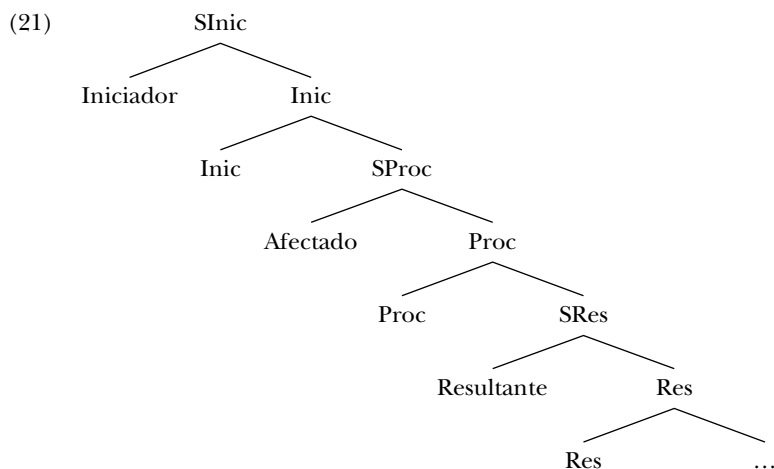 (21) SInic
Iniciador Inic
Inic SProc
Afectado Proc
Proc SRes
Resultante Res
Res ...